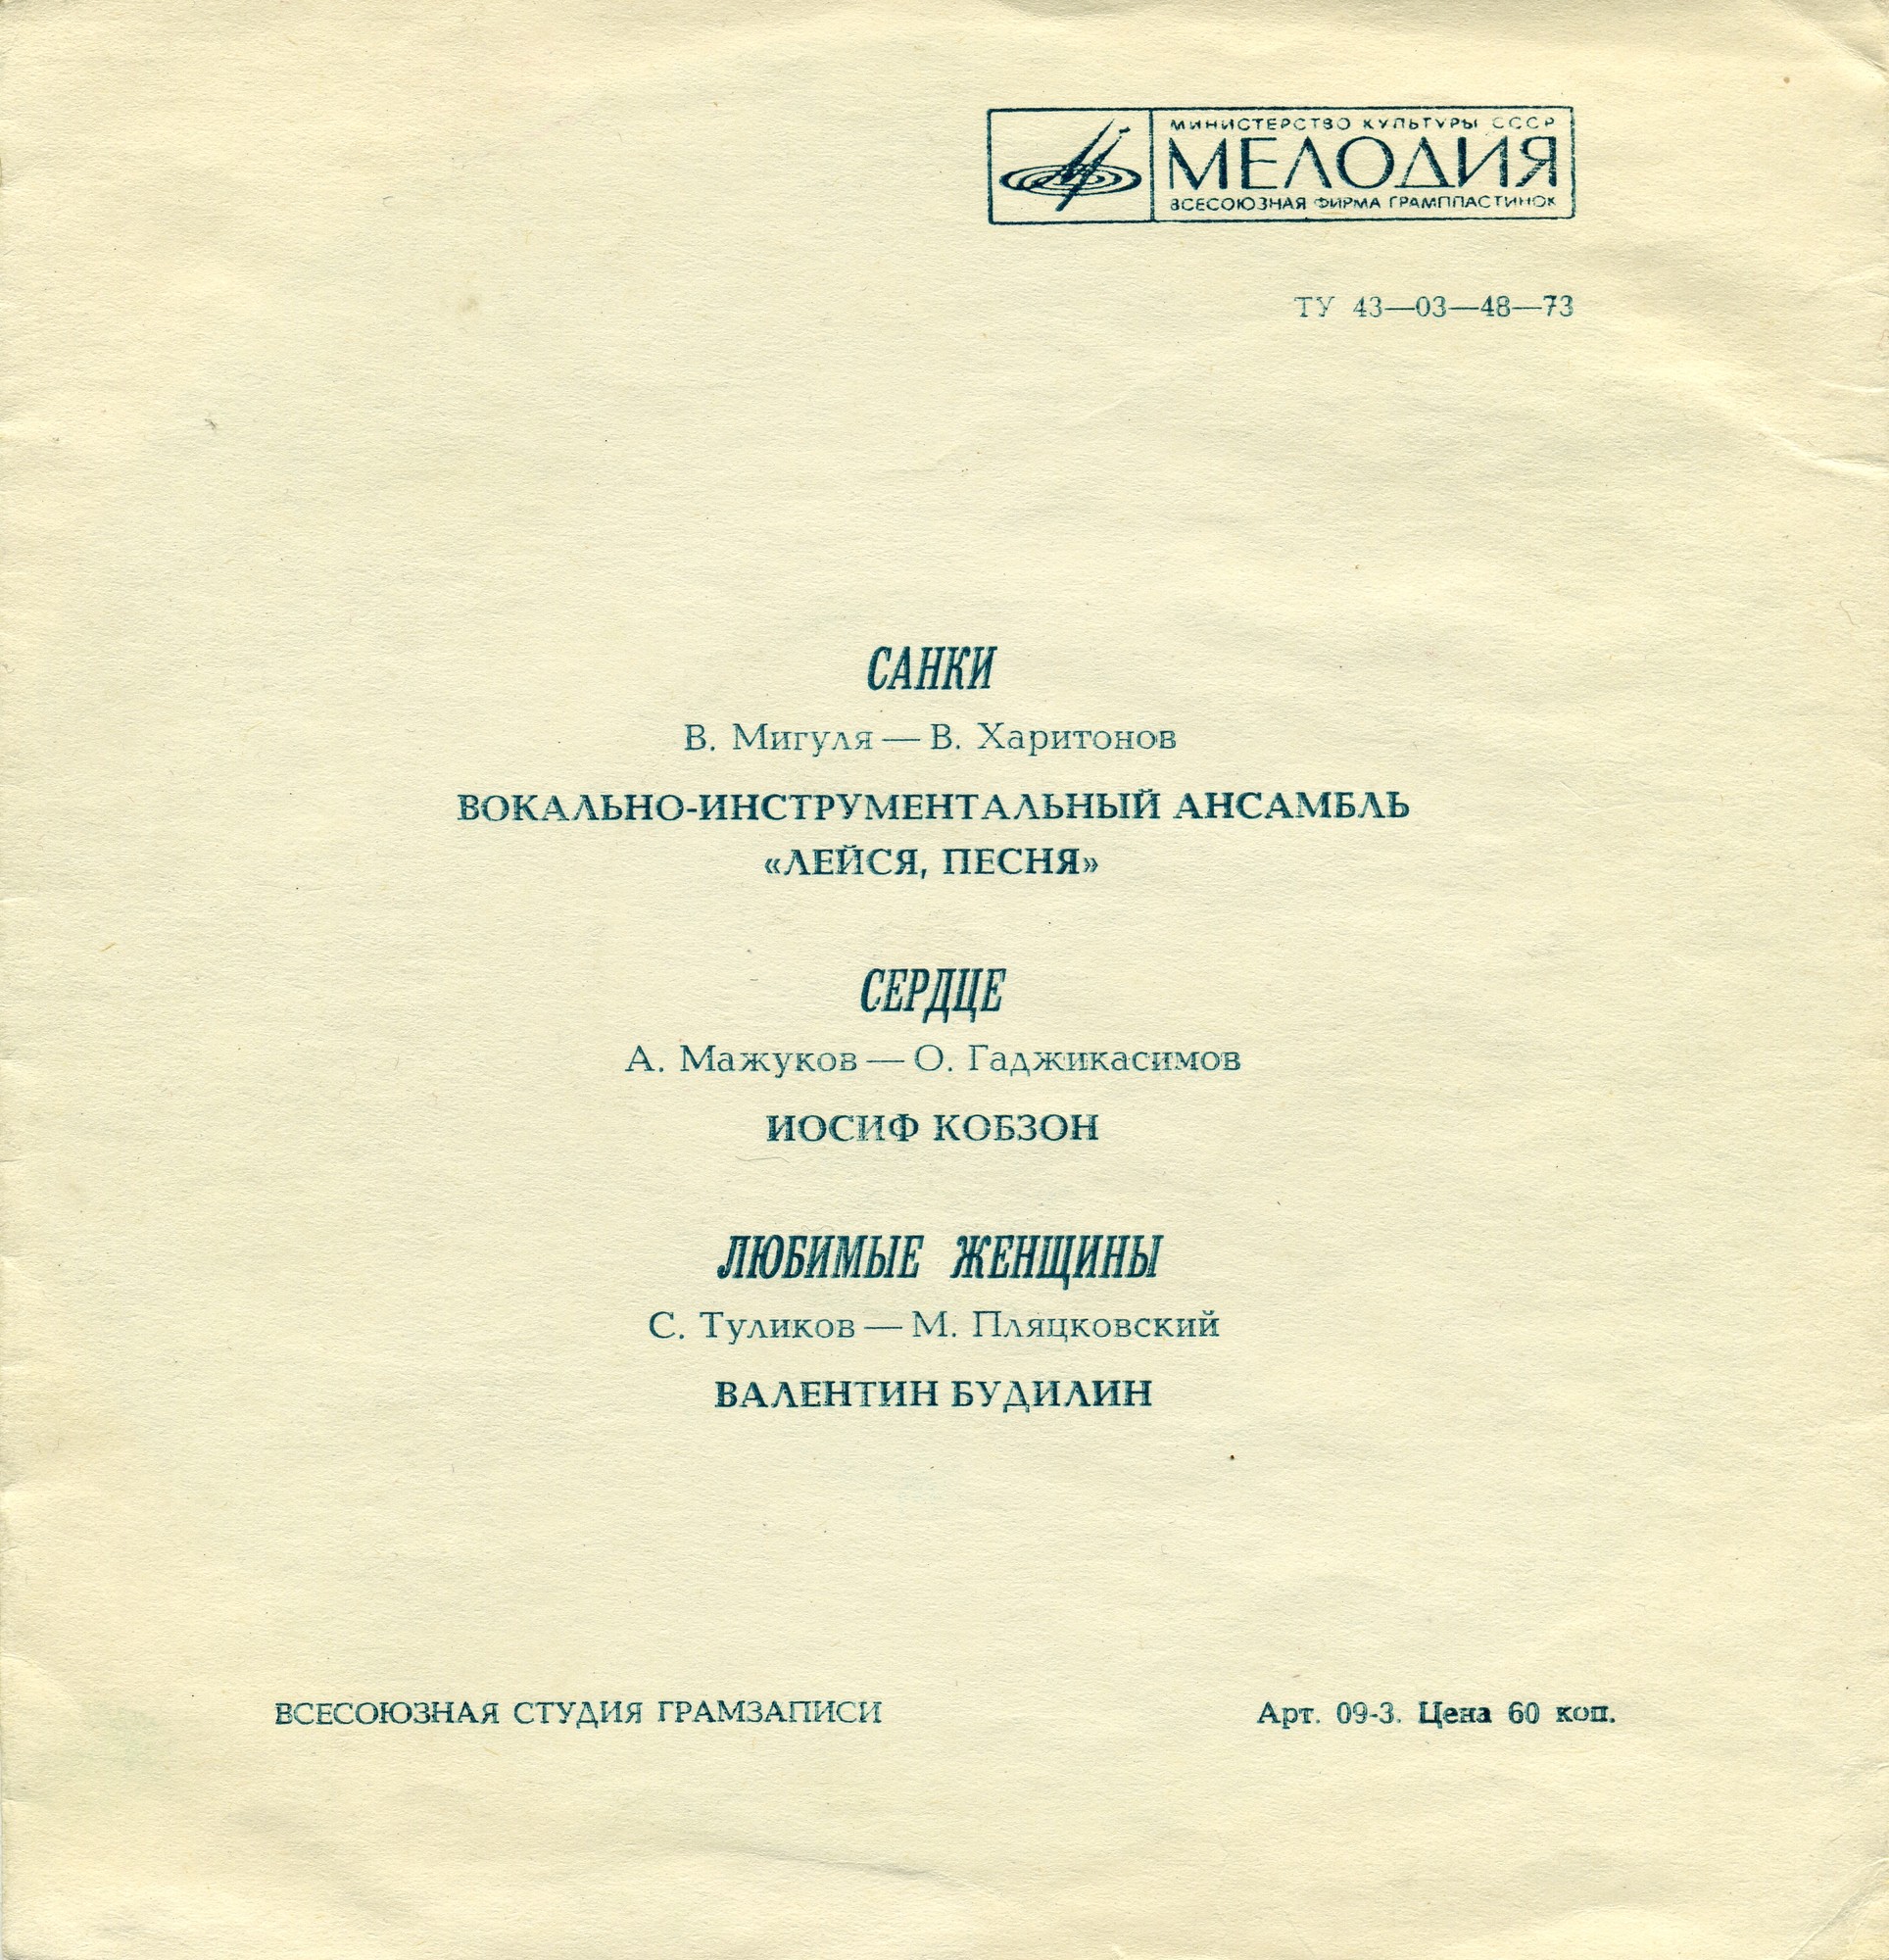 МИНИСТЕРСТВО КУЛЬТУРЫ СССР
МЕЛОДИЯ
ВСЕСОЮЗНАЯ ФИРМА ГРАМПЛАСТИНОК
ТУ 43—03—48—73
САНКИ
В. Мигуля — В. Харитонов
ВОКАЛЬНО-ИНСТРУМЕНТАЛЬНЫЙ АНСАМБЛЬ
«ЛЕЙСЯ, ПЕСНЯ»
СЕРДЦЕ
А. Мажуков — О. Гаджикасимов
ИОСИФ КОБЗОН
ЛЮБИМЫЕ ЖЕНЩИНЫ
С. Туликов — М. Пляцковский
ВАЛЕНТИН БУДИЛИН
ВСЕСОЮЗНАЯ СТУДИЯ ГРАМЗАПИСИ
Арт. 09-3. Цена 60 коп.